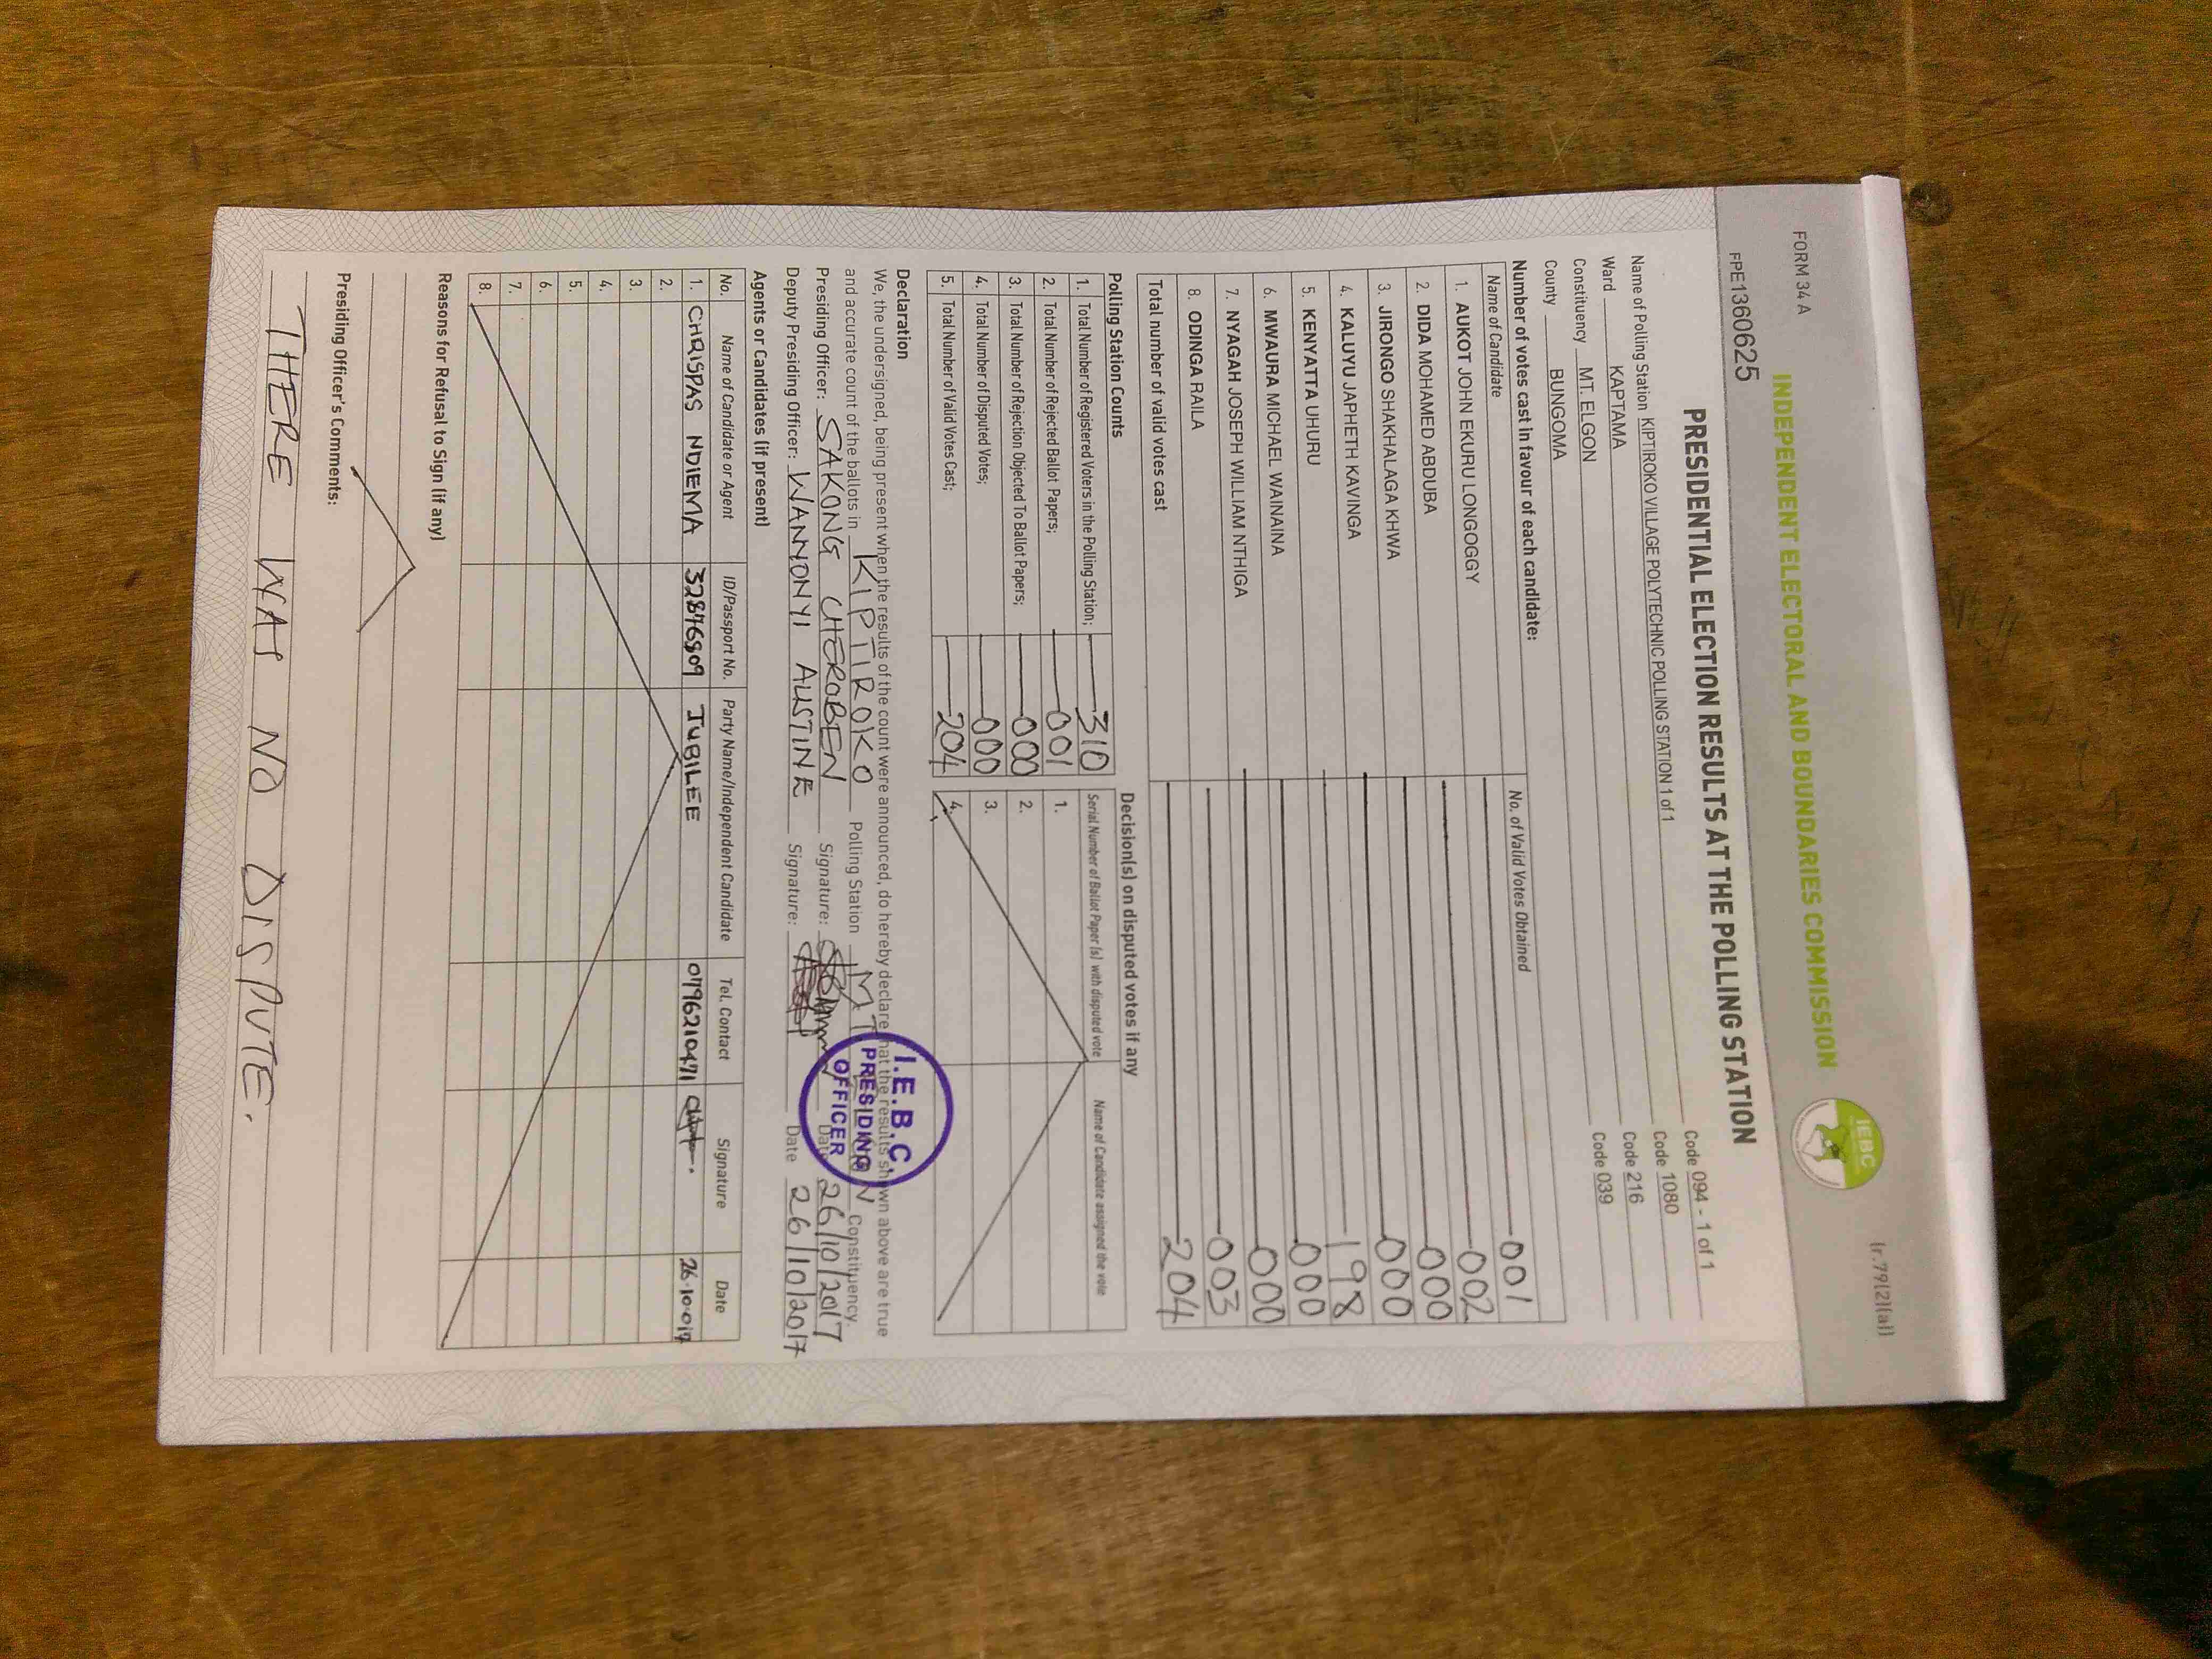 FORM 34 A
(r.79(2)(a))
IEBC
INDEPENDENT ELECTORAL AND BOUNDARIES COMMISSION
FPE1360625
PRESIDENTIAL ELECTION RESULTS AT THE POLLING STATION
Name of Polling Station KIPTIROKO VILLAGE POLYTECHNIC POLLING STATION 1 of 1 Code 094 - 1 of 1
Ward KAPTAMA Code 1080
Constituency MT. ELGON Code 216
County BUNGOMA Code 039
Number of votes cast in favour of each candidate:
Name of Candidate No. of Valid Votes Obtained
1. AUKOT JOHN EKURU LONGOGGY 001
2. DIDA MOHAMED ABDUBA 002
3. JIRONGO SHAKHALAGA KHWA 000
4. KALUYU JAPHETH KAVINGA 000
5. KENYATTA UHURU 198
6. MWAURA MICHAEL WAINAINA 000
7. NYAGAH JOSEPH WILLIAM NTHIGA 000
8. ODINGA RAILA 003
Total number of valid votes cast 204
Polling Station Counts
1. Total Number of Registered Voters in the Polling Station; 310
2. Total Number of Rejected Ballot Papers; 001
3. Total Number of Rejection Objected To Ballot Papers; 000
4. Total Number of Disputed Votes; 000
5. Total Number of Valid Votes Cast; 204
Decision(s) on disputed votes if any
Serial Number of Ballot Paper (s) with disputed vote Name of Candidate assigned the vote
1.
2.
3.
4.
Declaration
We, the undersigned, being present when the results of the count were announced, do hereby declare that the results shown above are true
and accurate count of the ballots in KIPTIROKO Polling Station Constituency.
Presiding Officer: SAKONG CHEROBEN Signature: Date 26/10/2017
Deputy Presiding Officer: WANYONYI AUSTINE Signature: Date 26/10/2017
I.E.B.C
PRESIDING
OFFICER
Agents or Candidates (if present)
No. Name of Candidate or Agent ID/Passport No. Party Name/Independent Candidate Tel. Contact Signature Date
1. CHRISPAS NDIEMA 32876809 JUBILEE 0796210471
2.
3.
4.
5.
6.
7.
8.
Reasons for Refusal to Sign (if any)
Presiding Officer's Comments:
THERE WAS NO DISPUTE.